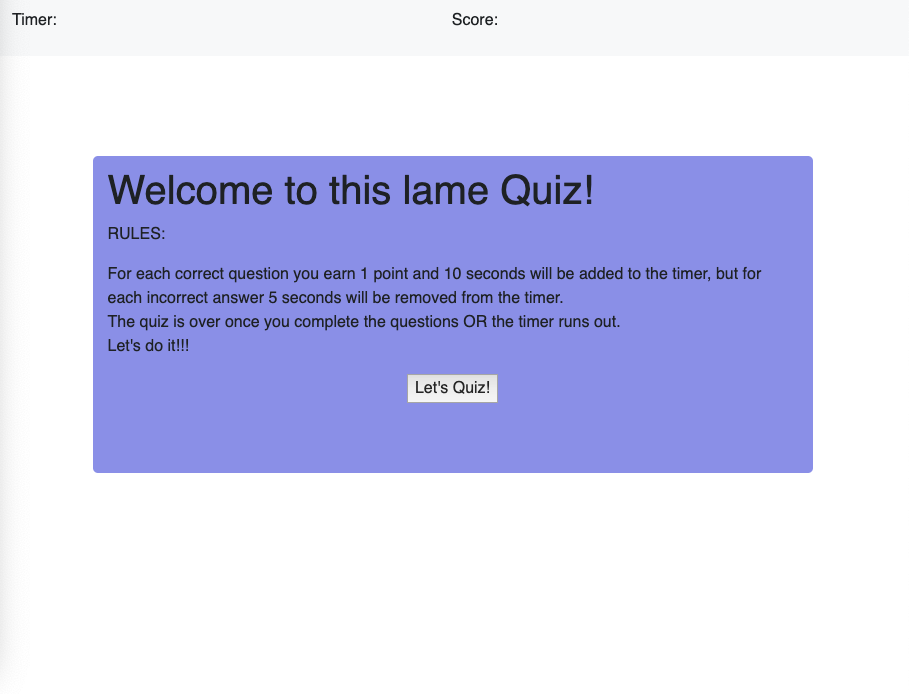 Timer:
Score:
Welcome to this lame Quiz!
RULES:
For each correct question you earn 1 point and 10 seconds will be added to the timer, but for
each incorrect answer 5 seconds will be removed from the timer.
The quiz is over once you complete the questions OR the timer runs out.
Let's do it!!!
Let's Quiz!